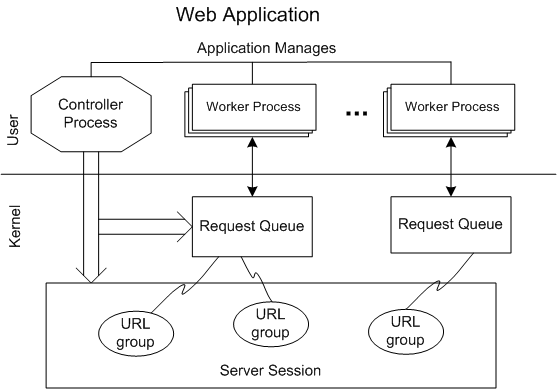 Web Application
Application Manages
Controller
Process
Worker Process
...
Worker Process
User
Kernel
Request Queue
Request Queue
URL
group
URL
group
URL
group
Server Session